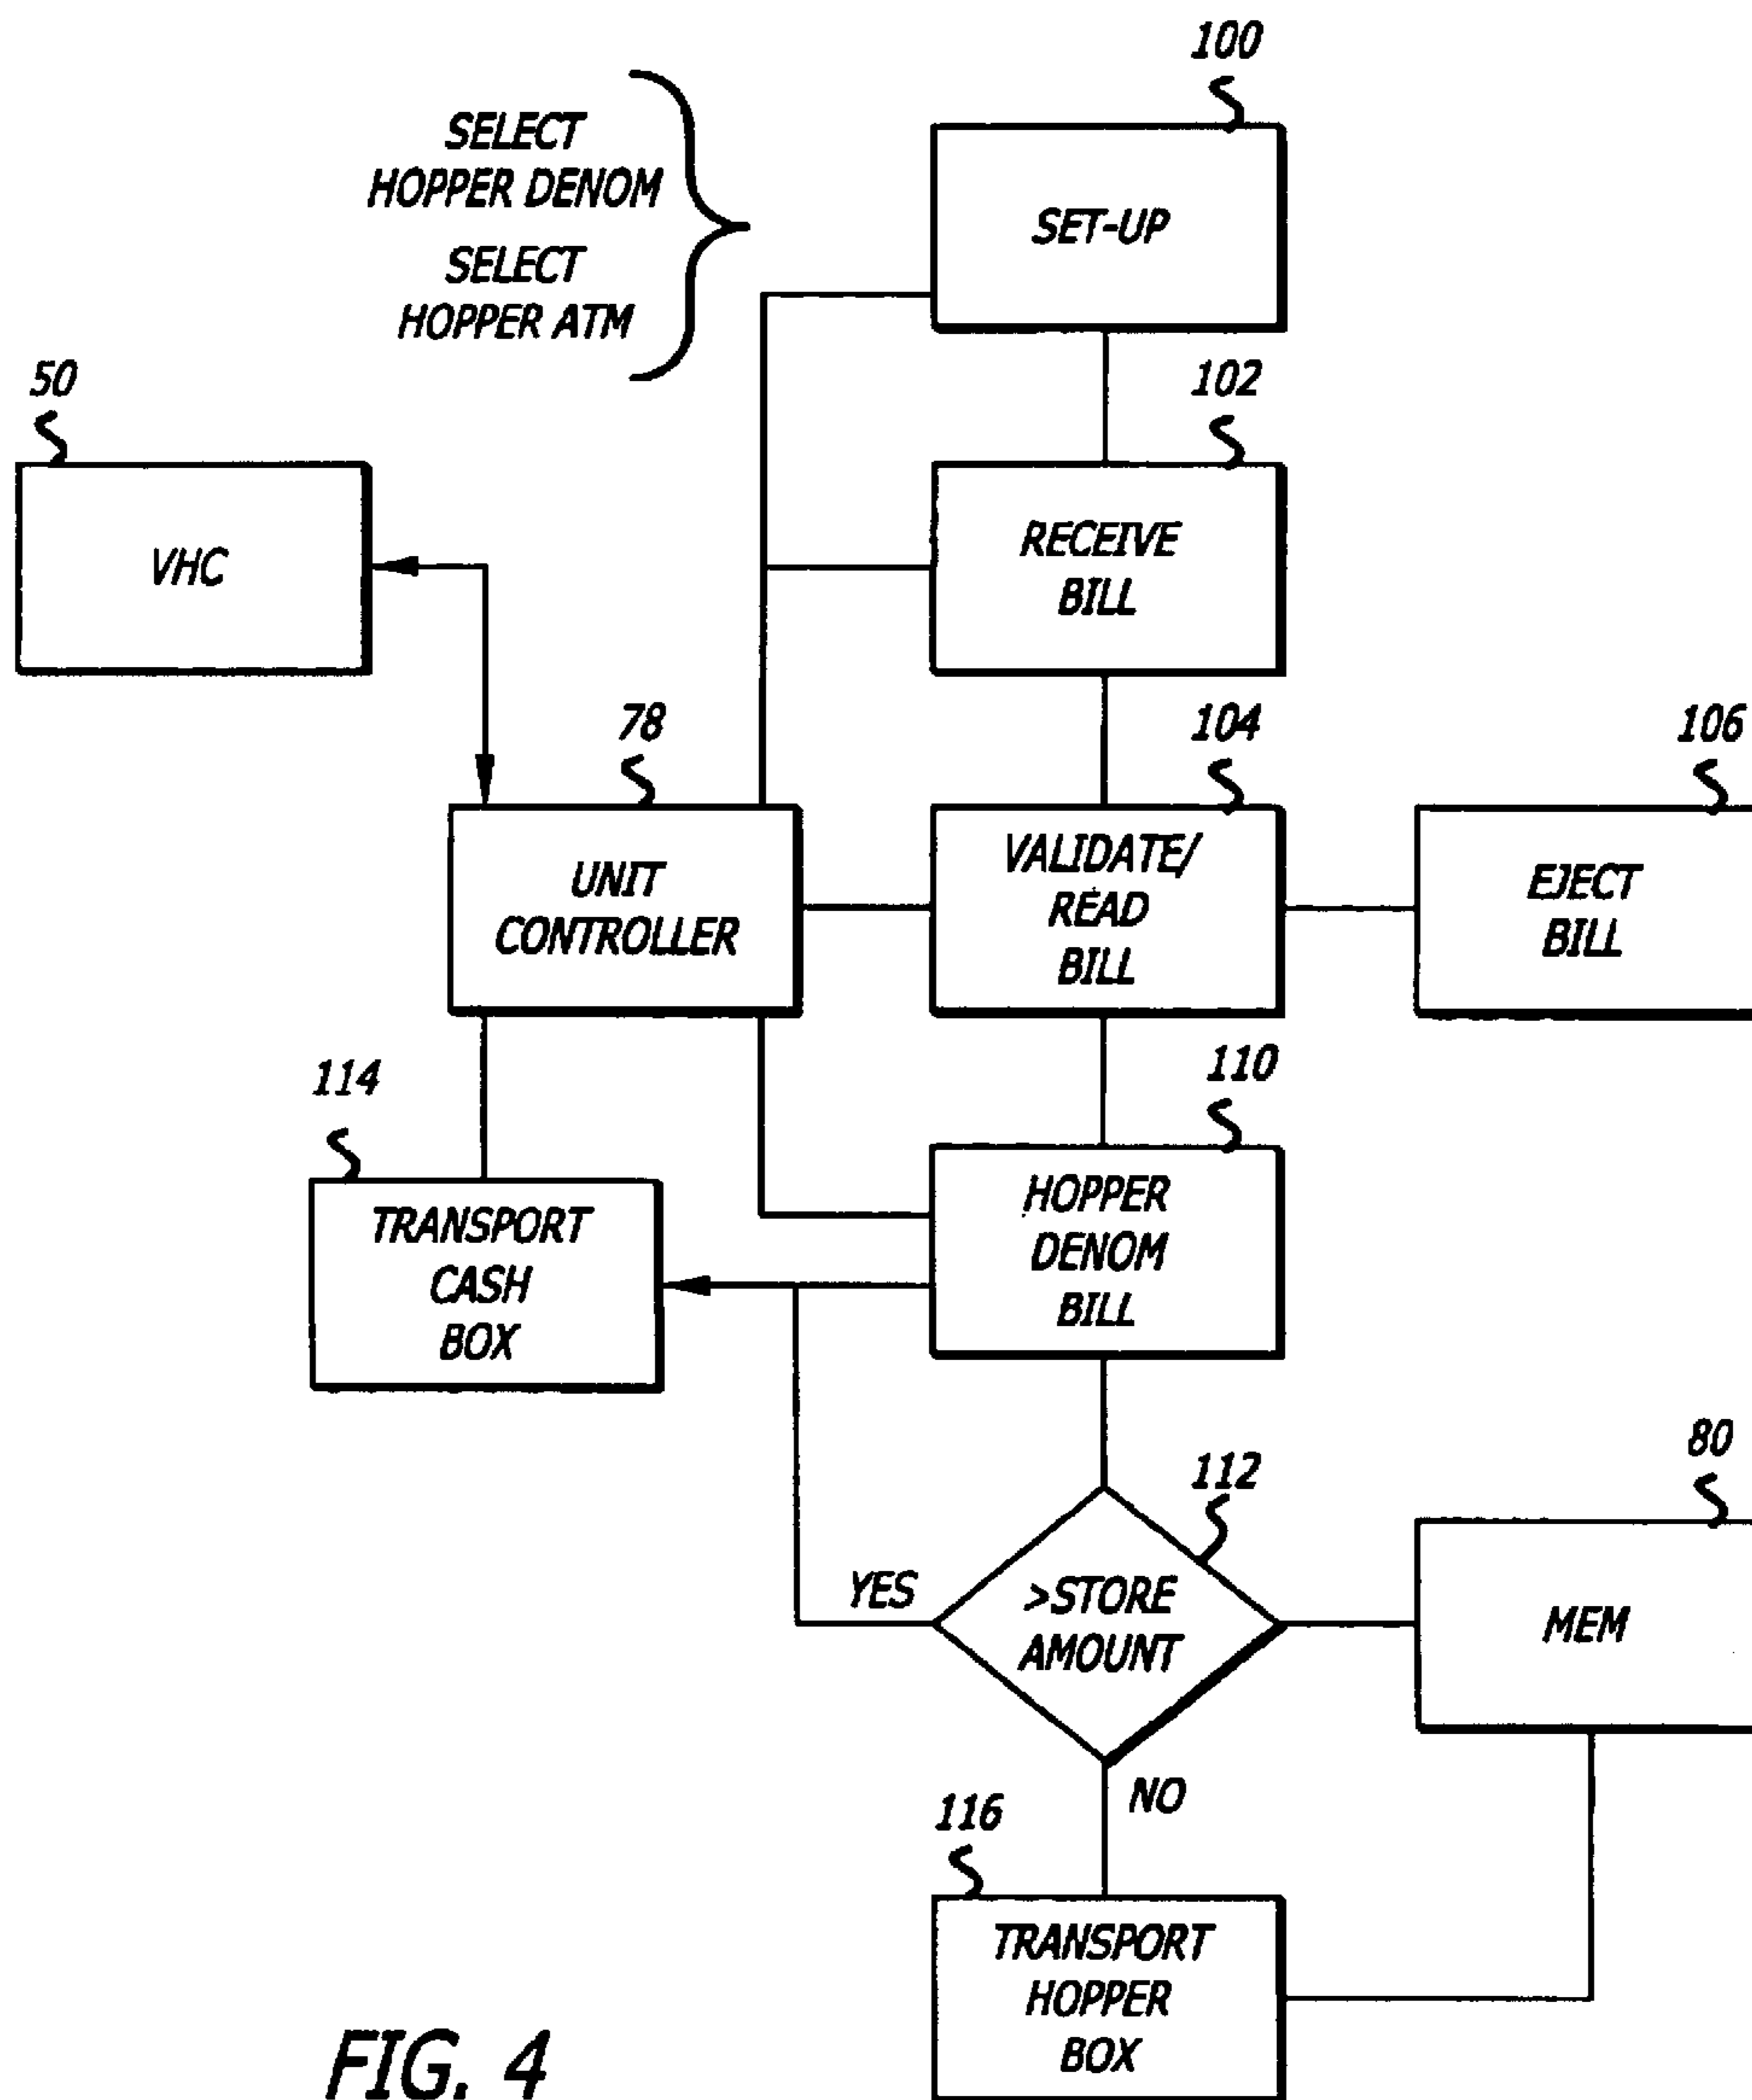 100
SELECT
HOPPER DENOM
SELECT
HOPPER ATM
SET-UP
50
102
VHC
RECEIVE
BILL
78
104
106
UNIT
CONTROLLER
VALIDATE/
READ
BILL
EJECT
BILL
114
110
TRANSPORT
CASH
BOX
HOPPER
DENOM
BILL
112
80
YES
>STORE
AMOUNT
MEM
NO
116
TRANSPORT
HOPPER
BOX
FIG. 4